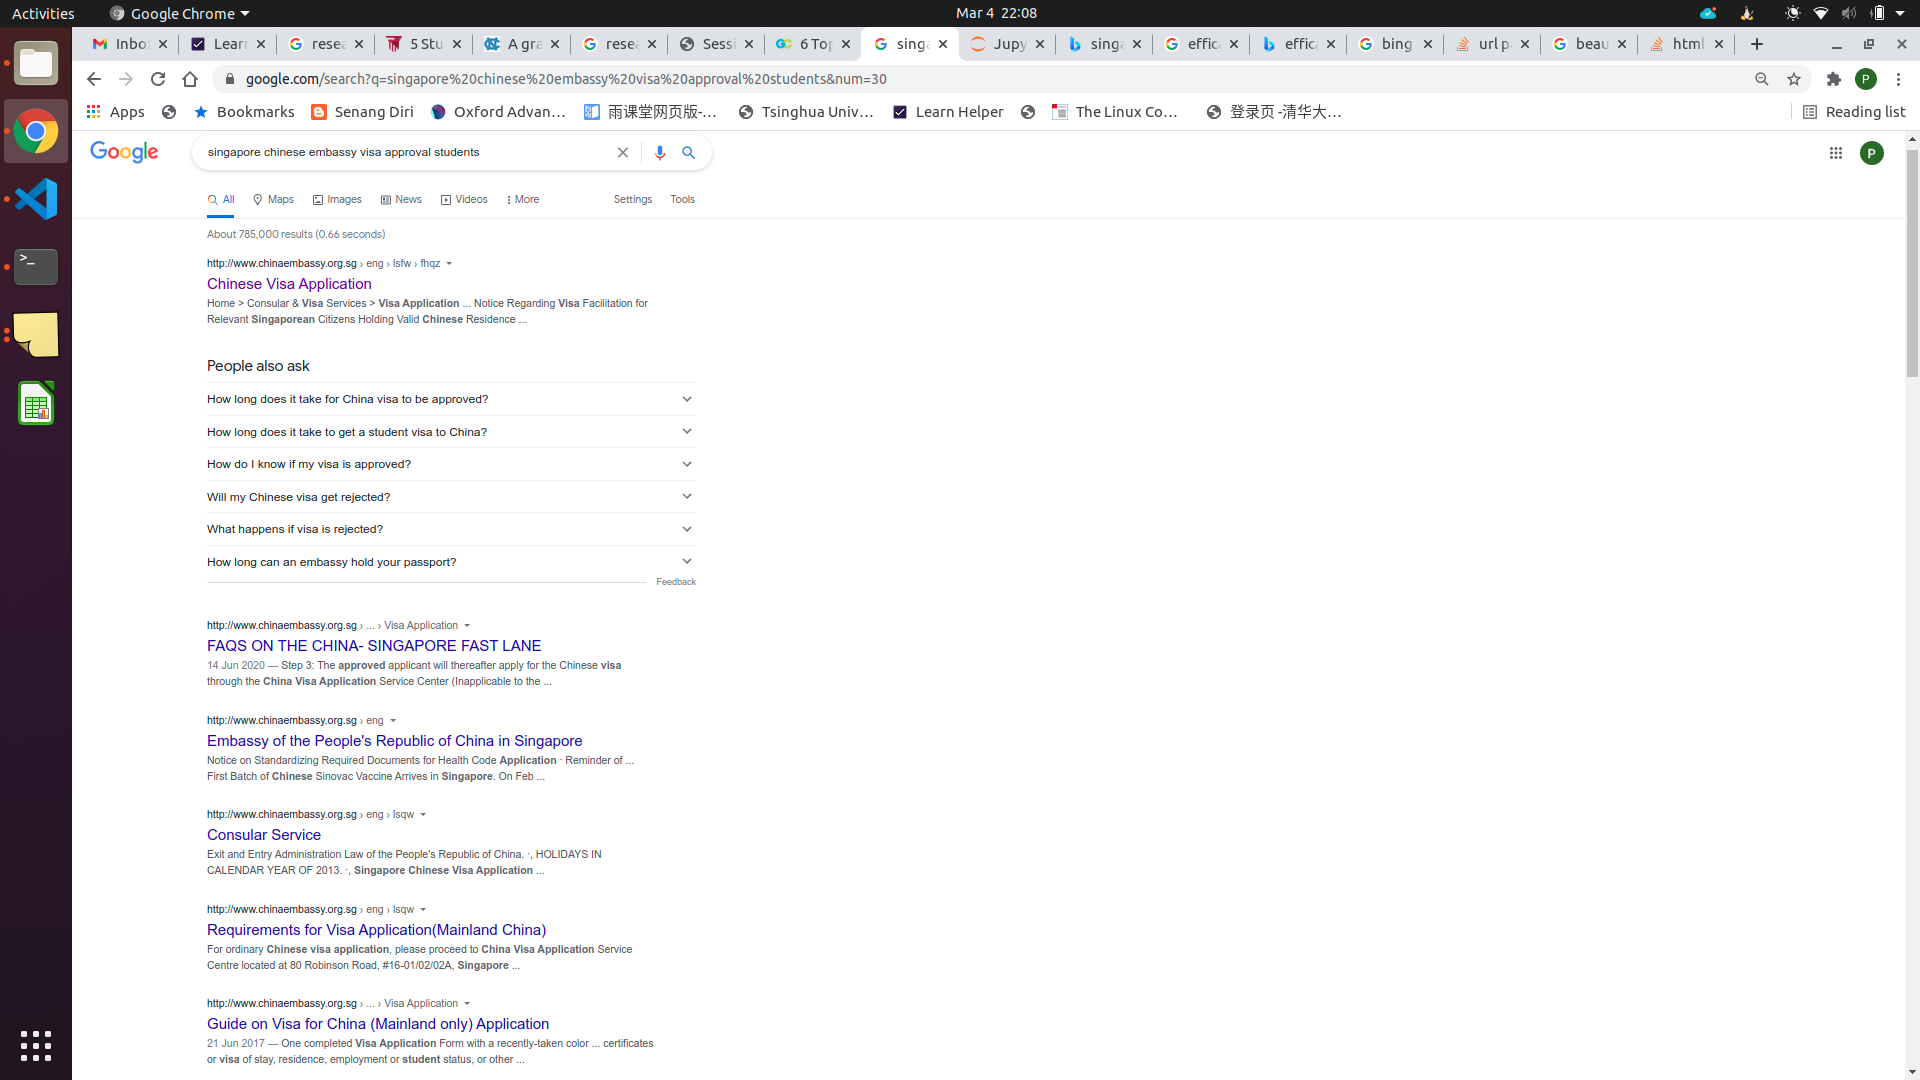 Activities Google Chrome Mar 4 22:08
Inbo Learn resea 5 Stu A gra resea Sessi 6 Top singa Jupy singa effica effica bing url p beau html
google.com/search?q=singapore%20chinese%20embassy%20visa%20approval%20students&num=30 P
Apps Bookmarks Senang Diri Oxford Advan… 雨课堂网页版-… Tsinghua Univ… Learn Helper The Linux Co… 登录页 -清华大… Reading list
Google singapore chinese embassy visa approval students P
All Maps Images News Videos More Settings Tools
About 785,000 results (0.66 seconds)
http://www.chinaembassy.org.sg › eng › lsfw › fhqz
Chinese Visa Application
Home > Consular & Visa Services > Visa Application ... Notice Regarding Visa Facilitation for
Relevant Singaporean Citizens Holding Valid Chinese Residence ...
People also ask
How long does it take for China visa to be approved?
How long does it take to get a student visa to China?
How do I know if my visa is approved?
Will my Chinese visa get rejected?
What happens if visa is rejected?
How long can an embassy hold your passport?
Feedback
http://www.chinaembassy.org.sg › ... › Visa Application
FAQS ON THE CHINA- SINGAPORE FAST LANE
14 Jun 2020 — Step 3: The approved applicant will thereafter apply for the Chinese visa
through the China Visa Application Service Center (Inapplicable to the ...
http://www.chinaembassy.org.sg › eng
Embassy of the People's Republic of China in Singapore
Notice on Standardizing Required Documents for Health Code Application · Reminder of ...
First Batch of Chinese Sinovac Vaccine Arrives in Singapore. On Feb ...
http://www.chinaembassy.org.sg › eng › lsqw
Consular Service
Exit and Entry Administration Law of the People's Republic of China. ·, HOLIDAYS IN
CALENDAR YEAR OF 2013. ·, Singapore Chinese Visa Application ...
http://www.chinaembassy.org.sg › eng › lsqw
Requirements for Visa Application(Mainland China)
For ordinary Chinese visa application, please proceed to China Visa Application Service
Centre located at 80 Robinson Road, #16-01/02/02A, Singapore ...
http://www.chinaembassy.org.sg › ... › Visa Application
Guide on Visa for China (Mainland only) Application
21 Jun 2017 — One completed Visa Application Form with a recently-taken color ... certificates
or visa of stay, residence, employment or student status, or other ...